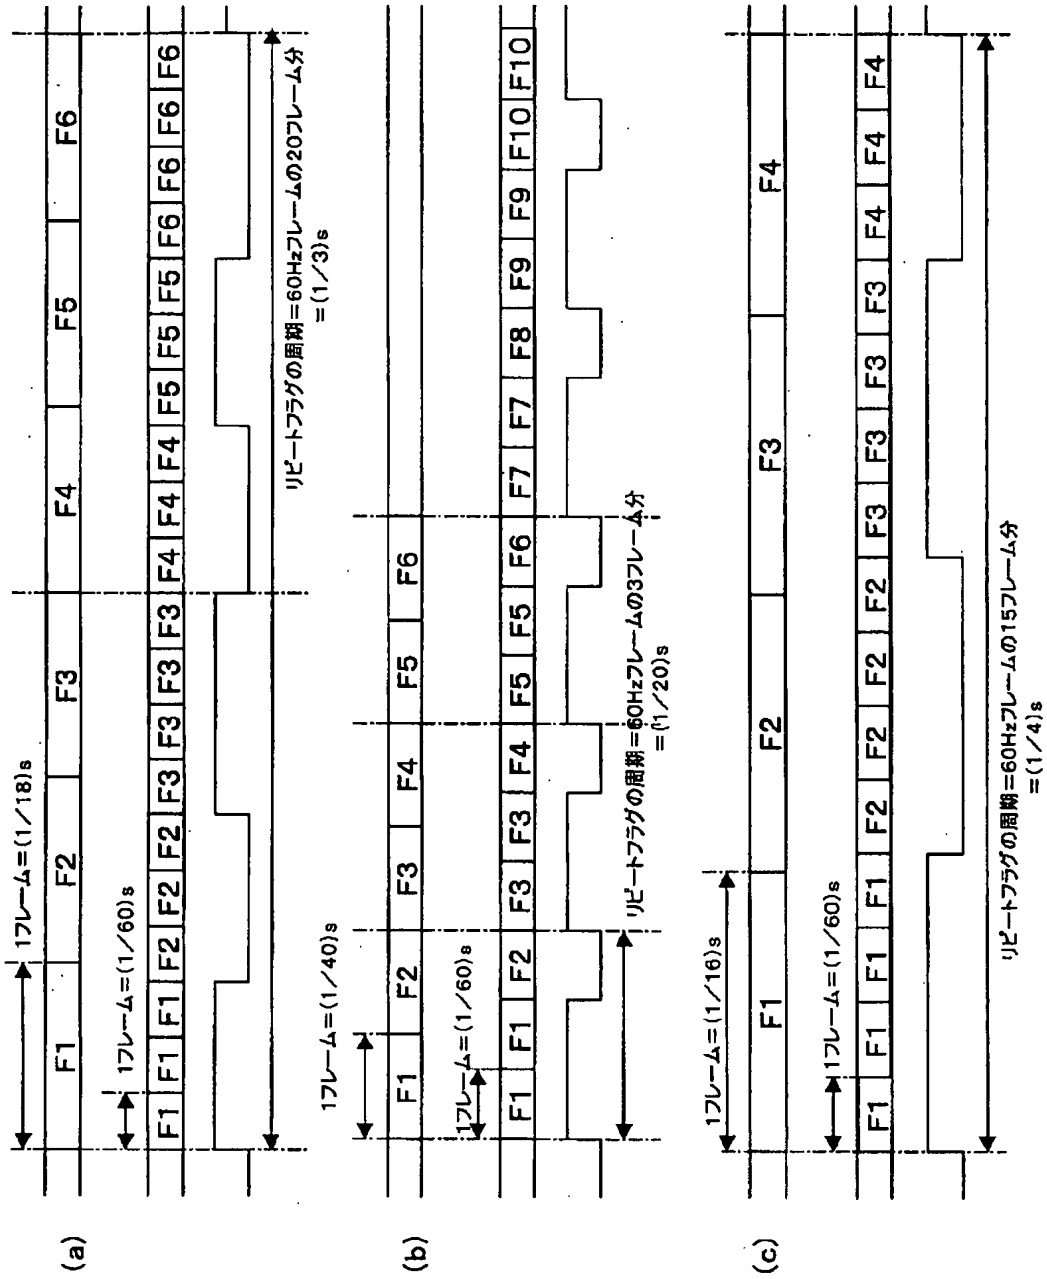 (a)
1フレーム=(1/18)s
F1 F2 F3 F4 F5 F6
1フレーム=(1/60)s
F1 F1 F1 F2 F2 F2 F3 F3 F3 F3 F4 F4 F4 F5 F5 F5 F6 F6 F6 F6
リピートフラグの周期=60Hzフレームの20フレーム分
=(1/3)s
(b)
1フレーム=(1/40)s
F1 F2 F3 F4 F5 F6
1フレーム=(1/60)s
F1 F1 F2 F3 F3 F4 F5 F5 F6 F7 F7 F8 F9 F9 F10 F10
リピートフラグの周期=60Hzフレームの3フレーム分
=(1/20)s
(c)
1フレーム=(1/16)s
F1 F2 F3 F4
1フレーム=(1/60)s
F1 F1 F1 F1 F2 F2 F2 F2 F3 F3 F3 F3 F4 F4 F4
リピートフラグの周期=60Hzフレームの15フレーム分
=(1/4)s